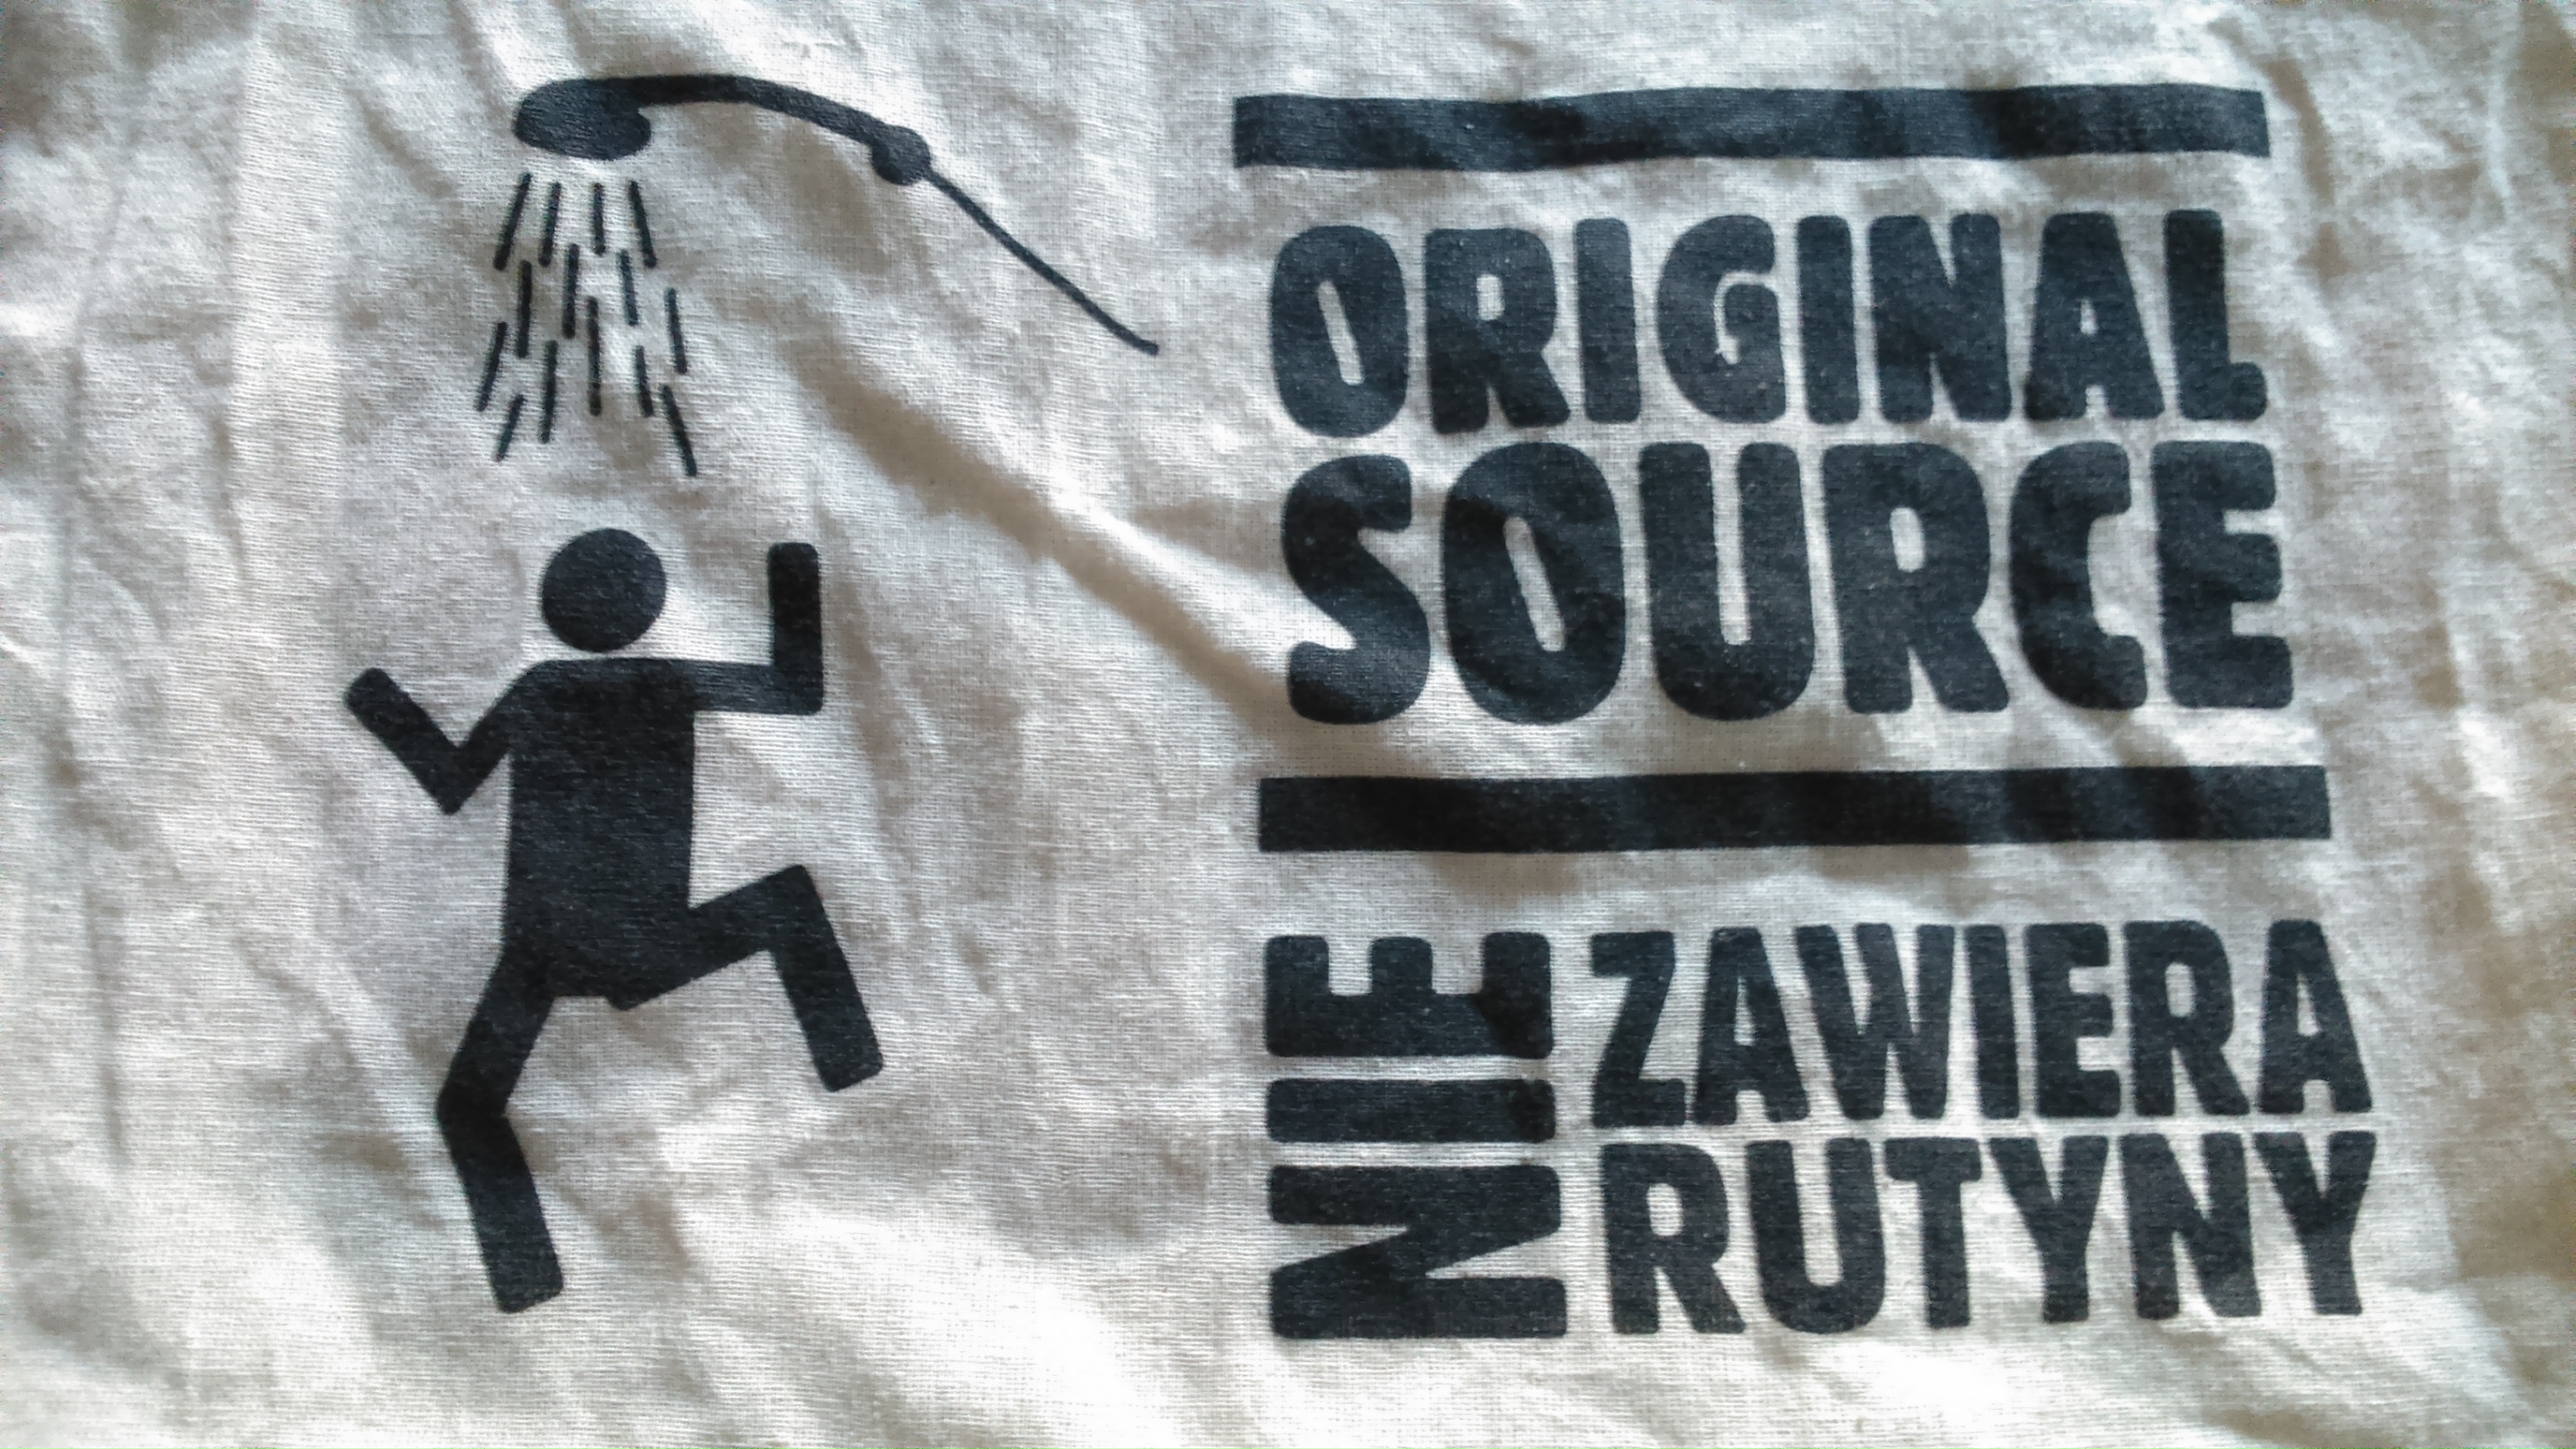 ORIGINAL
SOURCE
NIE
ZAWIERA
RUTYNY